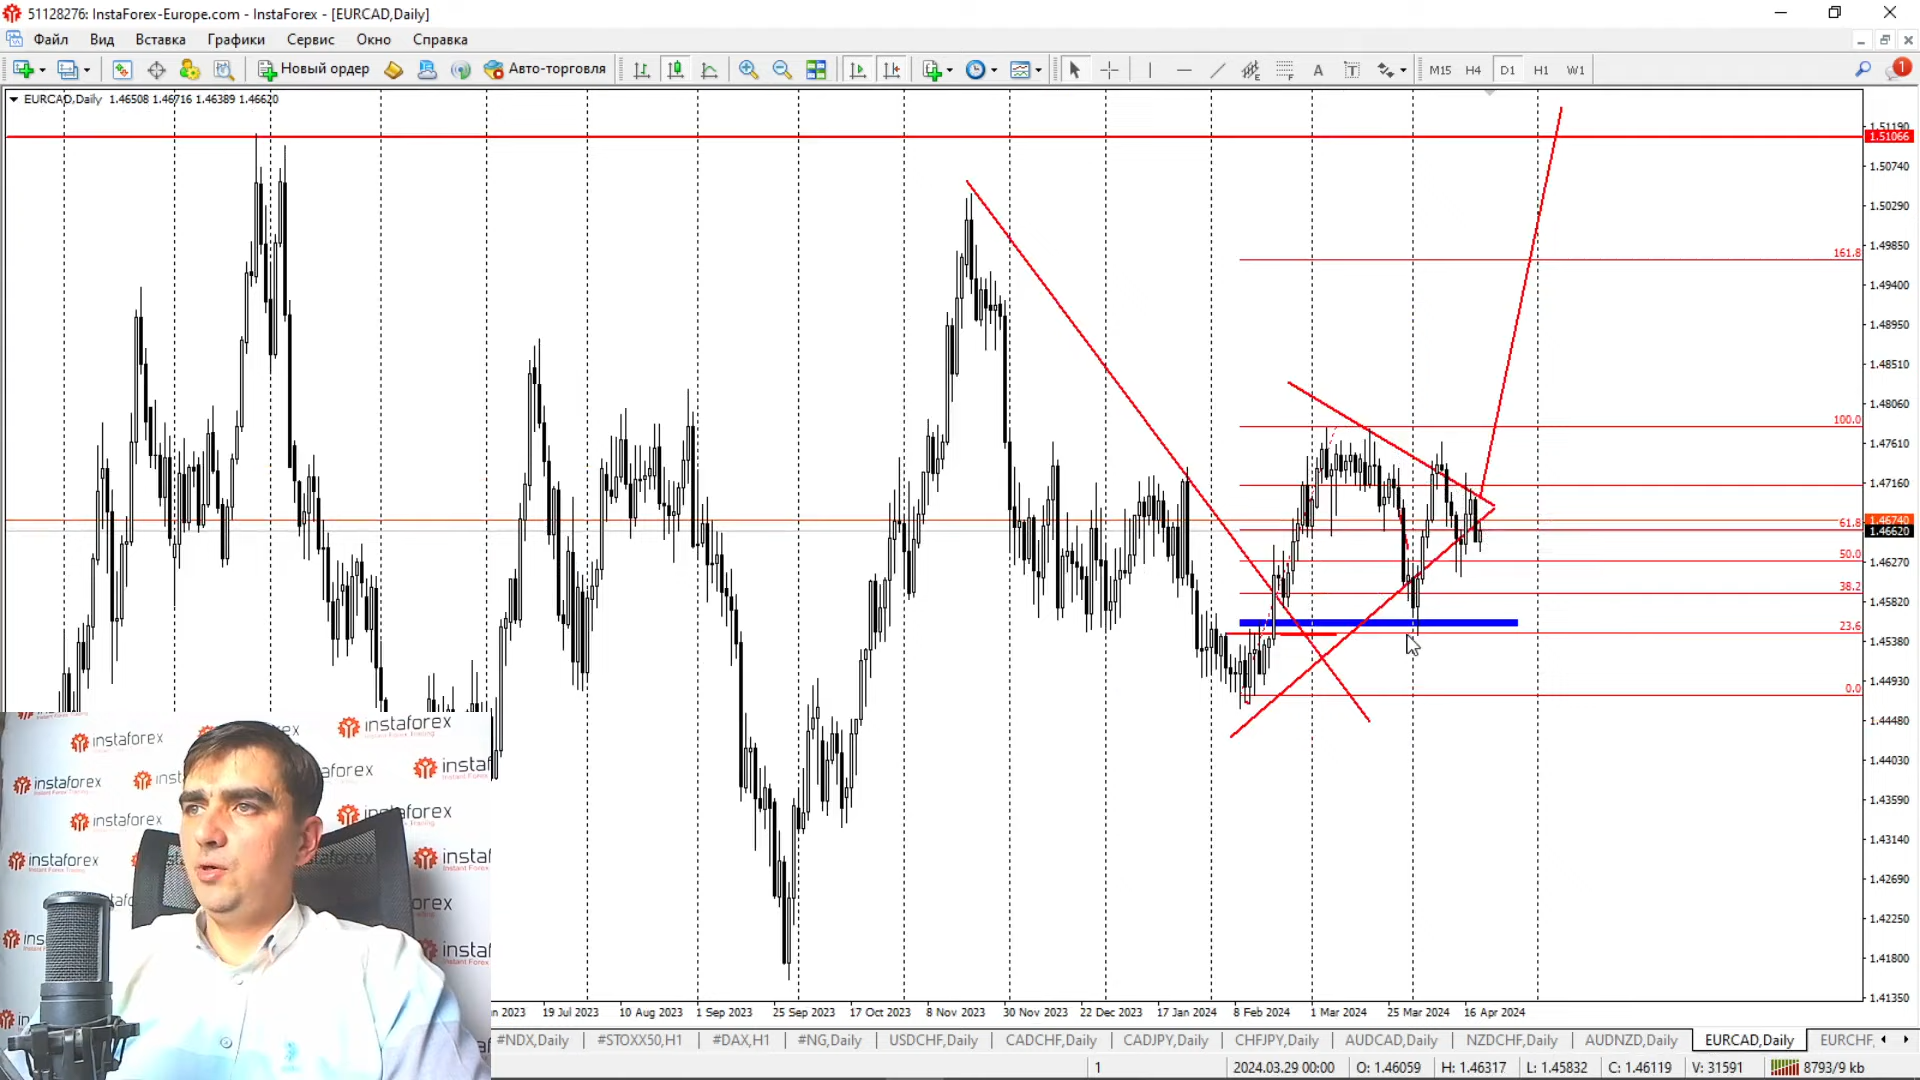 51128276: InstaForex-Europe.com - InstaForex - [EURCAD,Daily]
Файл Вид Вставка Графики Сервис Окно Справка
Новый ордер Авто-торговля A T M15 H4 D1 H1 W1 1
EURCAD,Daily 1.46508 1.46716 1.46389 1.46620
1.51190
1.51066
1.50740
1.50290
161.8
1.49850
1.49400
1.48950
1.48510
1.48060
100.0
1.47610
1.47160
1.46740
61.8
1.46620
50.0
1.46270
38.2
1.45820
23.6
1.45380
0.0
1.44930
1.44480
1.44030
1.43590
1.43140
1.42690
1.42250
1.41800
1.41350
instaforex
Instant Forex Trading
instaforex
instaforex
instaforex
instaforex
instaforex
19 Jul 2023 10 Aug 2023 1 Sep 2023 25 Sep 2023 17 Oct 2023 8 Nov 2023 30 Nov 2023 22 Dec 2023 17 Jan 2024 8 Feb 2024 1 Mar 2024 25 Mar 2024 16 Apr 2024
#NDX,Daily #STOXX50,H1 #DAX,H1 #NG,Daily USDCHF,Daily CADCHF,Daily CADJPY,Daily CHFJPY,Daily AUDCAD,Daily NZDCHF,Daily AUDNZD,Daily EURCAD,Daily EURCHF,
1 2024.03.29 00:00 O: 1.46059 H: 1.46317 L: 1.45832 C: 1.46119 V: 31591 8793/9 kb